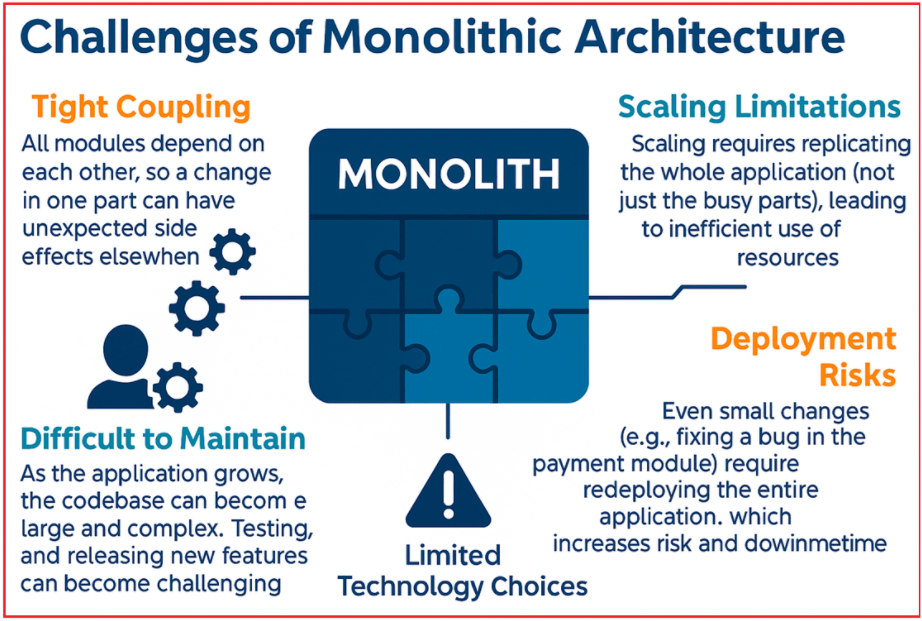 Challenges of Monolithic Architecture
Tight Coupling
All modules depend on
each other, so a change
in one part can have
unexpected side
effects elsewhen
Difficult to Maintain
As the application grows,
the codebase can becom e
large and complex. Testing,
and releasing new features
can become challenging
MONOLITH
Limited
Technology Choices
Scaling Limitations
Scaling requires replicating
the whole application (not
just the busy parts), leading
to inefficient use of
resources
Deployment
Risks
Even small changes
(e.g., fixing a bug in the
payment module) require
redeploying the entire
application. which
increases risk and dowinmetime